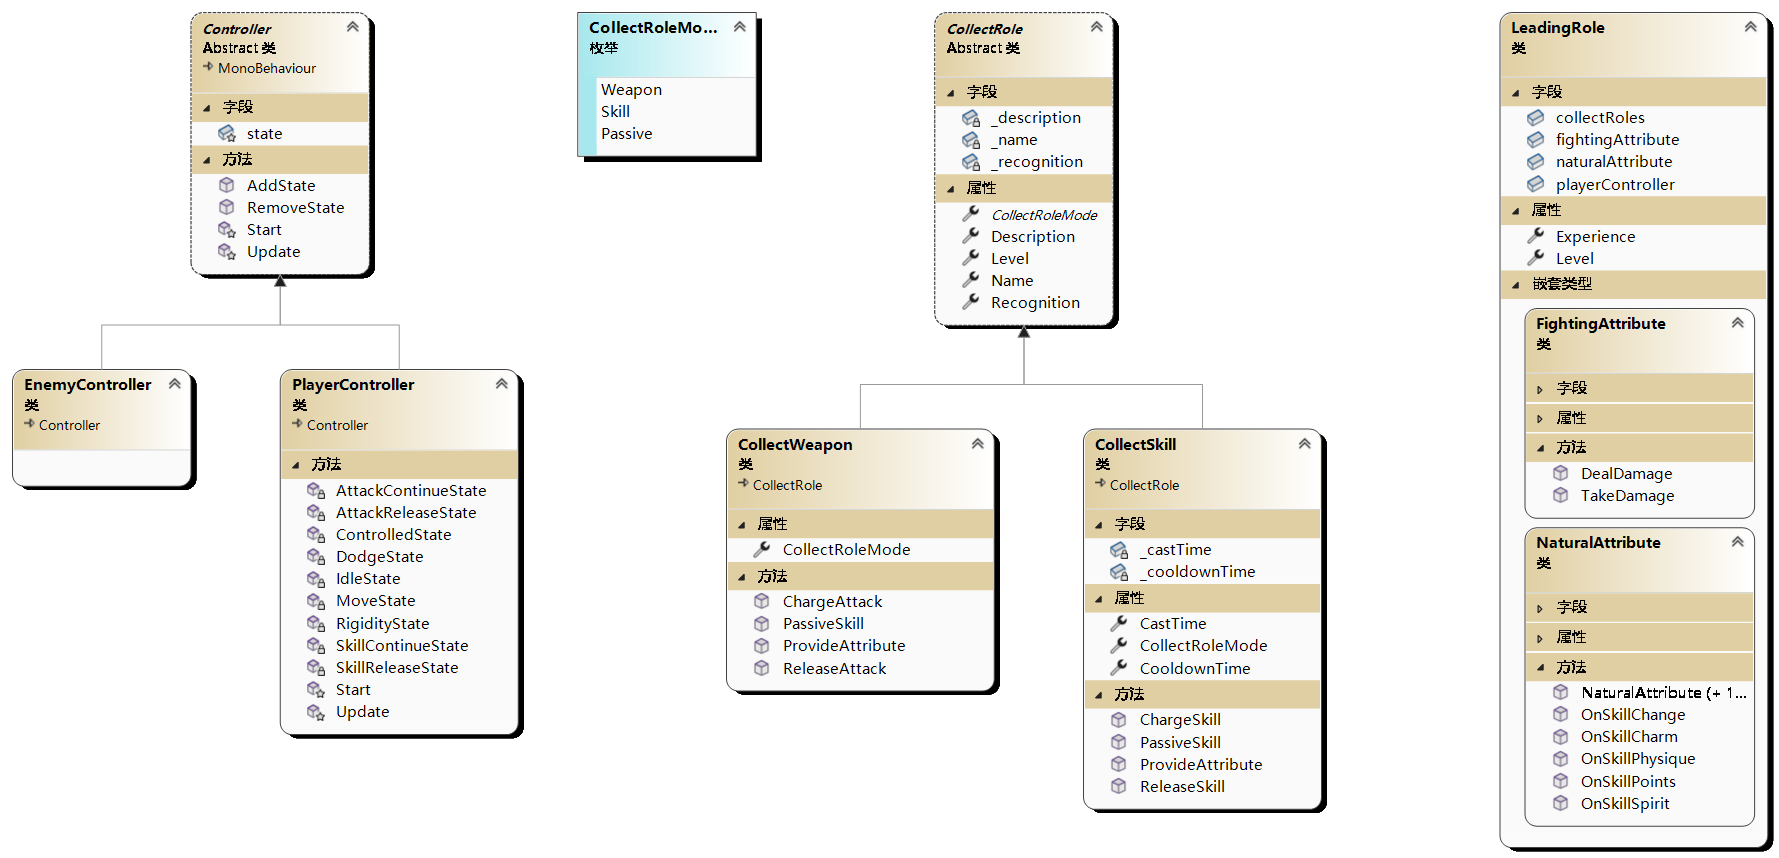 Controller
Abstract 类
MonoBehaviour
字段
state
方法
AddState
RemoveState
Start
Update
EnemyController
类
Controller
PlayerController
类
Controller
方法
AttackContinueState
AttackReleaseState
ControlledState
DodgeState
IdleState
MoveState
RigidityState
SkillContinueState
SkillReleaseState
Start
Update
CollectRoleMo...
枚举
Weapon
Skill
Passive
CollectRole
Abstract 类
字段
_description
_name
_recognition
属性
CollectRoleMode
Description
Level
Name
Recognition
CollectWeapon
类
CollectRole
属性
CollectRoleMode
方法
ChargeAttack
PassiveSkill
ProvideAttribute
ReleaseAttack
CollectSkill
类
CollectRole
字段
_castTime
_cooldownTime
属性
CastTime
CollectRoleMode
CooldownTime
方法
ChargeSkill
PassiveSkill
ProvideAttribute
ReleaseSkill
LeadingRole
类
字段
collectRoles
fightingAttribute
naturalAttribute
playerController
属性
Experience
Level
嵌套类型
FightingAttribute
类
字段
属性
方法
DealDamage
TakeDamage
NaturalAttribute
类
字段
属性
方法
NaturalAttribute (+ 1...
OnSkillChange
OnSkillCharm
OnSkillPhysique
OnSkillPoints
OnSkillSpirit